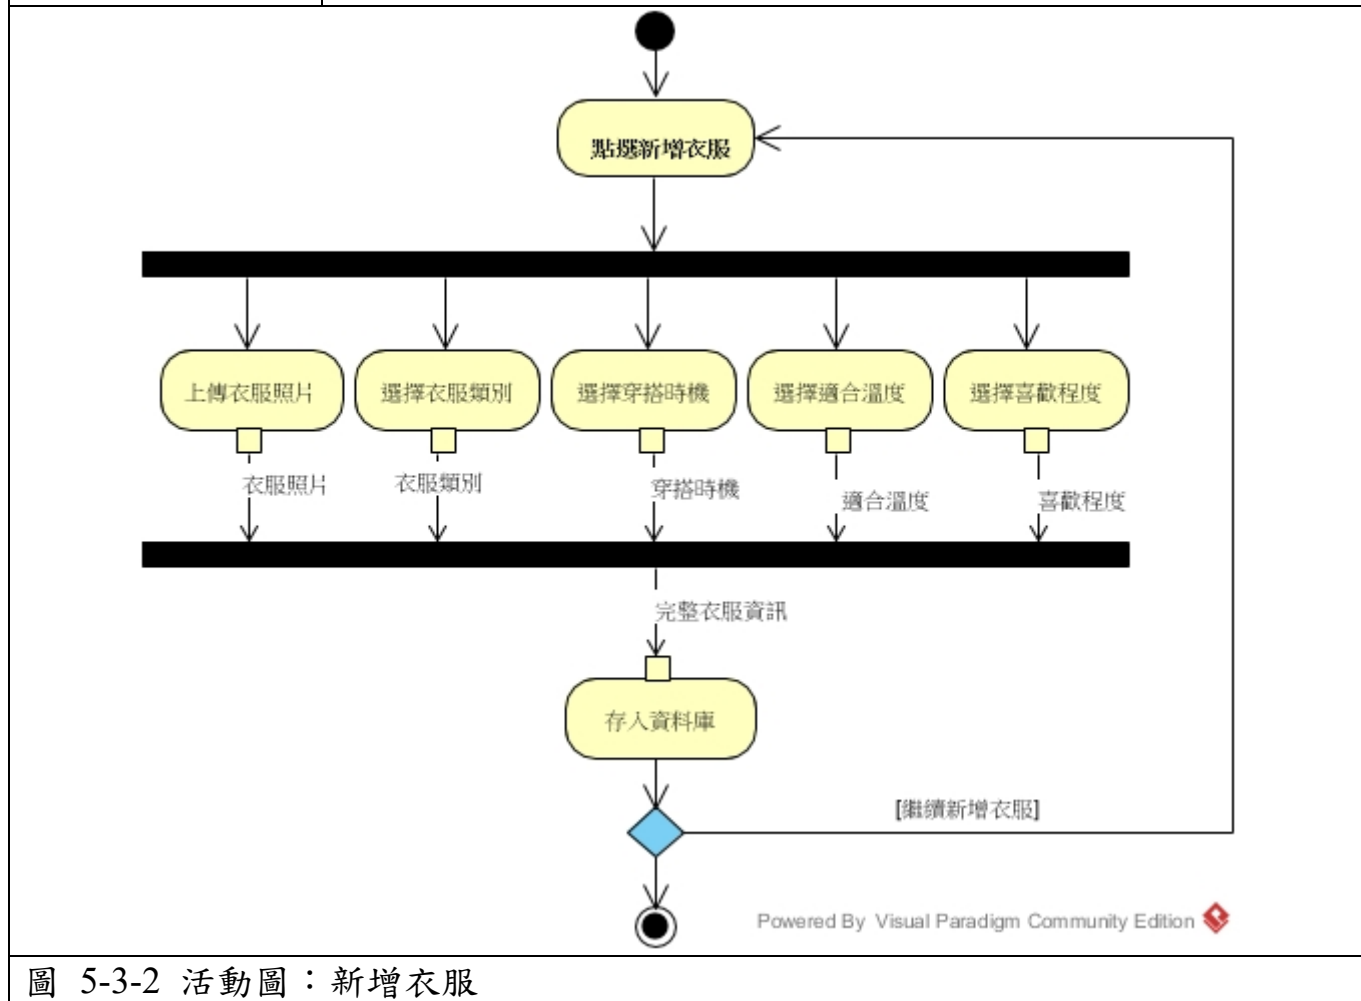 點選新增衣服
上傳衣服照片
選擇衣服類別
選擇穿搭時機
選擇適合溫度
選擇喜歡程度
衣服照片
衣服類別
穿搭時機
適合溫度
喜歡程度
完整衣服資訊
存入資料庫
[繼續新增衣服]
Powered By Visual Paradigm Community Edition
圖 5-3-2 活動圖：新增衣服